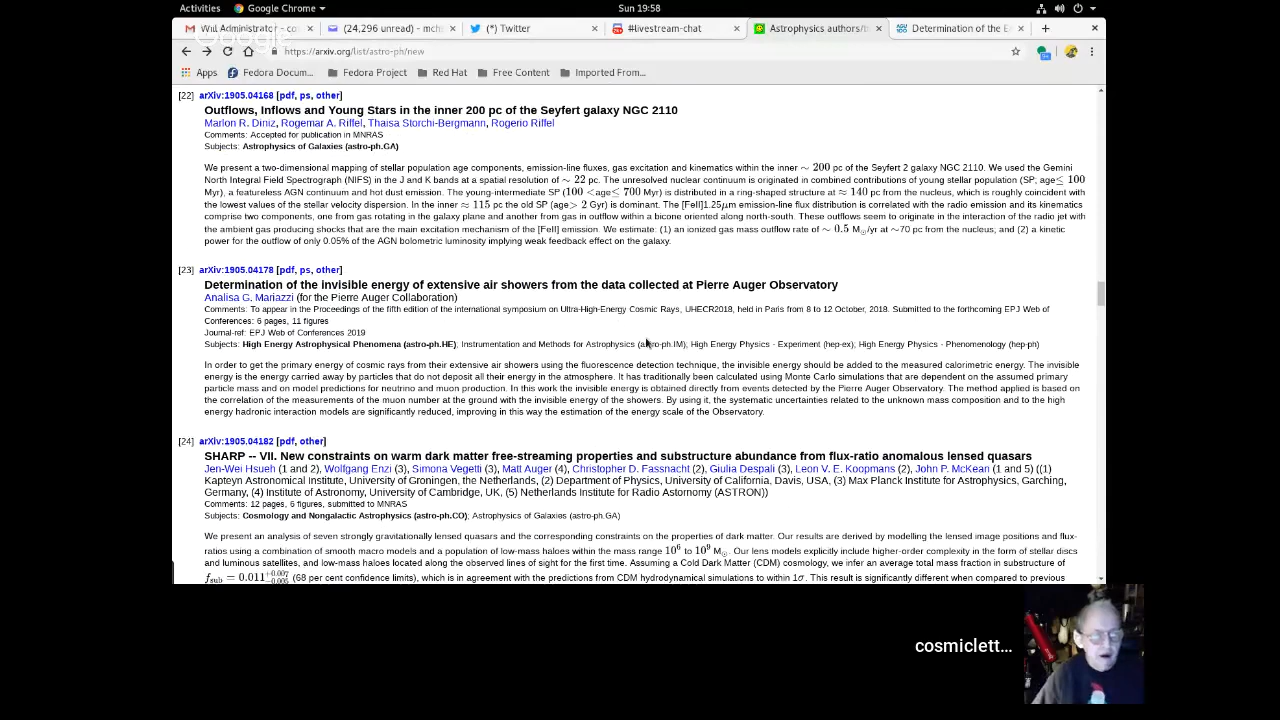 Activities Google Chrome Sun 19:58
(24,296 unread) - mch (*) Twitter #livestream-chat Astrophysics authors/ Determination of the E
https://arxiv.org/list/astro-ph/new
Apps Fedora Docum... Fedora Project Red Hat Free Content Imported From...
[22] arXiv:1905.04168 [pdf, ps, other]
Outflows, Inflows and Young Stars in the inner 200 pc of the Seyfert galaxy NGC 2110
Marlon R. Diniz, Rogemar A. Riffel, Thaisa Storchi-Bergmann, Rogerio Riffel
Comments: Accepted for publication in MNRAS
Subjects: Astrophysics of Galaxies (astro-ph.GA)
We present a two-dimensional mapping of stellar population age components, emission-line fluxes, gas excitation and kinematics within the inner ∼ 200 pc of the Seyfert 2 galaxy NGC 2110. We used the Gemini
North Integral Field Spectrograph (NIFS) in the J and K bands at a spatial resolution of ∼ 22 pc. The unresolved nuclear continuum is originated in combined contributions of young stellar population (SP; age≤ 100
Myr), a featureless AGN continuum and hot dust emission. The young-intermediate SP (100 <age≤ 700 Myr) is distributed in a ring-shaped structure at ≈ 140 pc from the nucleus, which is roughly coincident with
the lowest values of the stellar velocity dispersion. In the inner ≈ 115 pc the old SP (age> 2 Gyr) is dominant. The [FeII]1.25μm emission-line flux distribution is correlated with the radio emission and its kinematics
comprise two components, one from gas rotating in the galaxy plane and another from gas in outflow within a bicone oriented along north-south. These outflows seem to originate in the interaction of the radio jet with
the ambient gas producing shocks that are the main excitation mechanism of the [FeII] emission. We estimate: (1) an ionized gas mass outflow rate of ∼ 0.5 M⊙/yr at ∼70 pc from the nucleus; and (2) a kinetic
power for the outflow of only 0.05% of the AGN bolometric luminosity implying weak feedback effect on the galaxy.
[23] arXiv:1905.04178 [pdf, ps, other]
Determination of the invisible energy of extensive air showers from the data collected at Pierre Auger Observatory
Analisa G. Mariazzi (for the Pierre Auger Collaboration)
Comments: To appear in the Proceedings of the fifth edition of the international symposium on Ultra-High-Energy Cosmic Rays, UHECR2018, held in Paris from 8 to 12 October, 2018. Submitted to the forthcoming EPJ Web of
Conferences: 6 pages, 11 figures
Journal-ref: EPJ Web of Conferences 2019
Subjects: High Energy Astrophysical Phenomena (astro-ph.HE); Instrumentation and Methods for Astrophysics (astro-ph.IM); High Energy Physics - Experiment (hep-ex); High Energy Physics - Phenomenology (hep-ph)
In order to get the primary energy of cosmic rays from their extensive air showers using the fluorescence detection technique, the invisible energy should be added to the measured calorimetric energy. The invisible
energy is the energy carried away by particles that do not deposit all their energy in the atmosphere. It has traditionally been calculated using Monte Carlo simulations that are dependent on the assumed primary
particle mass and on model predictions for neutrino and muon production. In this work the invisible energy is obtained directly from events detected by the Pierre Auger Observatory. The method applied is based on
the correlation of the measurements of the muon number at the ground with the invisible energy of the showers. By using it, the systematic uncertainties related to the unknown mass composition and to the high
energy hadronic interaction models are significantly reduced, improving in this way the estimation of the energy scale of the Observatory.
[24] arXiv:1905.04182 [pdf, other]
SHARP -- VII. New constraints on warm dark matter free-streaming properties and substructure abundance from flux-ratio anomalous lensed quasars
Jen-Wei Hsueh (1 and 2), Wolfgang Enzi (3), Simona Vegetti (3), Matt Auger (4), Christopher D. Fassnacht (2), Giulia Despali (3), Leon V. E. Koopmans (2), John P. McKean (1 and 5) ((1)
Kapteyn Astronomical Institute, University of Groningen, the Netherlands, (2) Department of Physics, University of California, Davis, USA, (3) Max Planck Institute for Astrophysics, Garching,
Germany, (4) Institute of Astronomy, University of Cambridge, UK, (5) Netherlands Institute for Radio Astornomy (ASTRON))
Comments: 12 pages, 6 figures, submitted to MNRAS
Subjects: Cosmology and Nongalactic Astrophysics (astro-ph.CO); Astrophysics of Galaxies (astro-ph.GA)
We present an analysis of seven strongly gravitationally lensed quasars and the corresponding constraints on the properties of dark matter. Our results are derived by modelling the lensed image positions and flux-
ratios using a combination of smooth macro models and a population of low-mass haloes within the mass range 10^6 to 10^9 M⊙. Our lens models explicitly include higher-order complexity in the form of stellar discs
and luminous satellites, and low-mass haloes located along the observed lines of sight for the first time. Assuming a Cold Dark Matter (CDM) cosmology, we infer an average total mass fraction in substructure of
f_sub = 0.011^{+0.007}_{-0.005} (68 per cent confidence limits), which is in agreement with the predictions from CDM hydrodynamical simulations to within 1σ. This result is significantly different when compared to previous
cosmiclett...